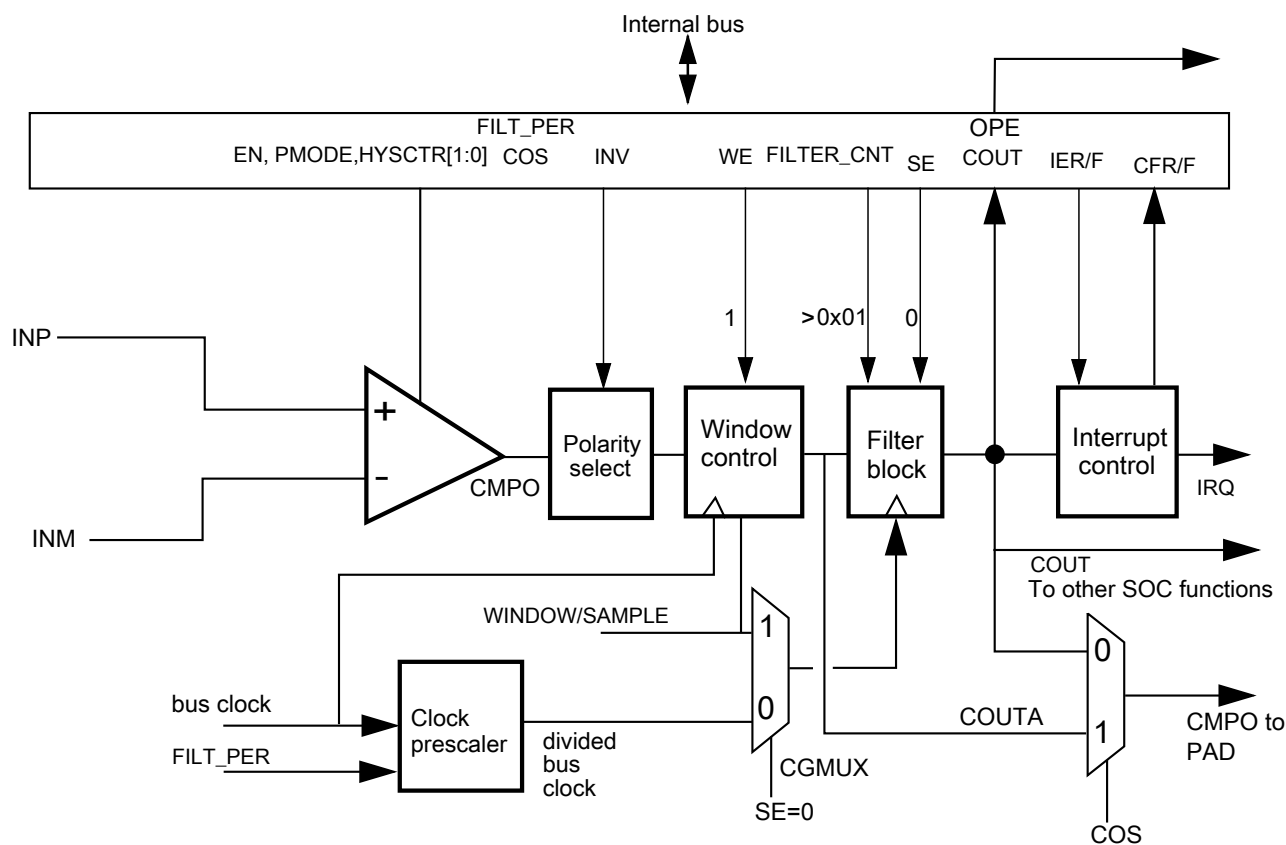 Internal bus
FILT_PER
OPE
EN, PMODE,HYSCTR[1:0]
COS
INV
WE
FILTER_CNT
SE
COUT
IER/F
CFR/F
1
>0x01
0
INP
INM
+
-
CMPO
Polarity
select
Window
control
Filter
block
Interrupt
control
IRQ
COUT
To other SOC functions
WINDOW/SAMPLE
1
0
bus clock
FILT_PER
Clock
prescaler
divided
bus
clock
CGMUX
SE=0
COUTA
0
1
CMPO to
PAD
COS